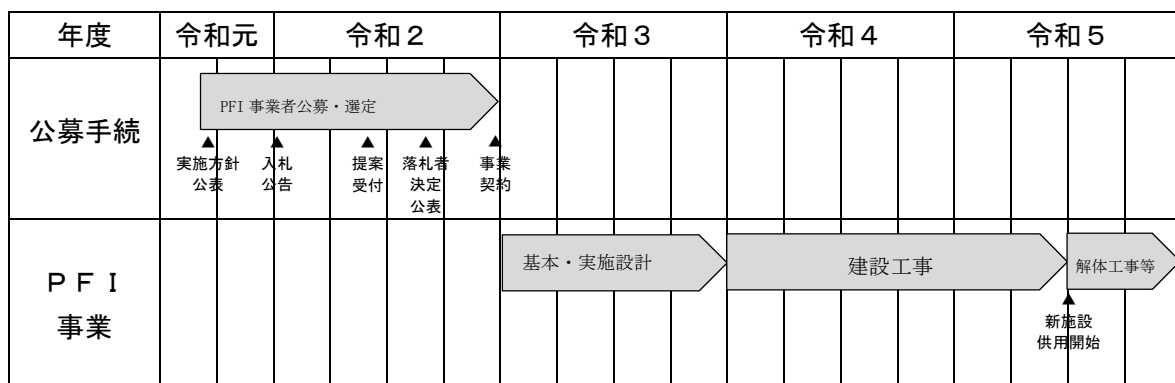 年度 令和元 令和２ 令和３ 令和４ 令和５
公募手続
PFI 事業者公募・選定
▲ ▲ ▲ ▲ ▲
実施方針 入札 提案 落札者 事業
公表 公告 受付 決定 契約
公表
ＰＦＩ
事業
基本・実施設計 建設工事 解体工事等
▲
新施設
供用開始